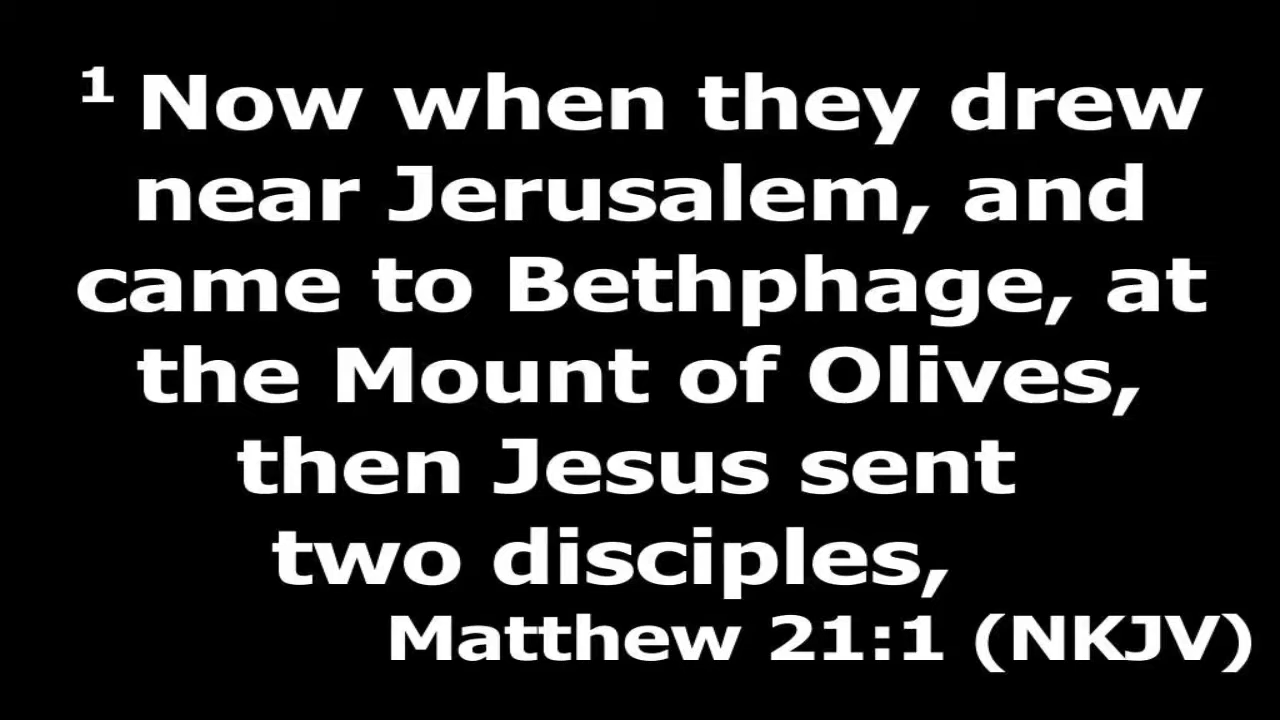 1 Now when they drew
near Jerusalem, and
came to Bethphage, at
the Mount of Olives,
then Jesus sent
two disciples,
Matthew 21:1 (NKJV)